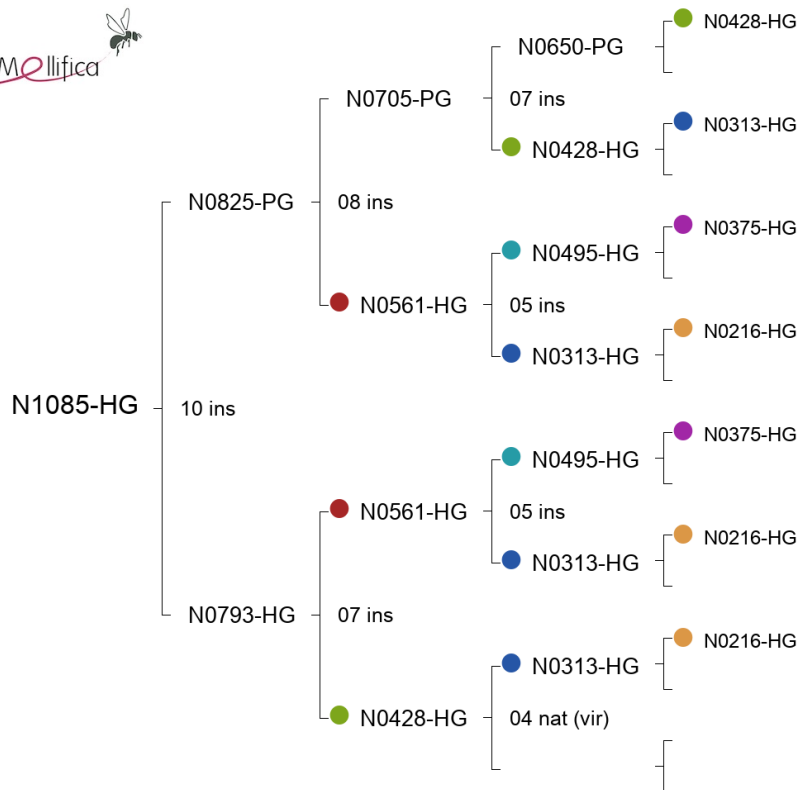 Mellifica
N0428-HG
N0650-PG
N0705-PG
07 ins
N0428-HG
N0313-HG
N0825-PG
08 ins
N0495-HG
N0375-HG
N0561-HG
05 ins
N0313-HG
N0216-HG
N1085-HG
10 ins
N0495-HG
N0375-HG
N0561-HG
05 ins
N0313-HG
N0216-HG
N0793-HG
07 ins
N0313-HG
N0216-HG
N0428-HG
04 nat (vir)